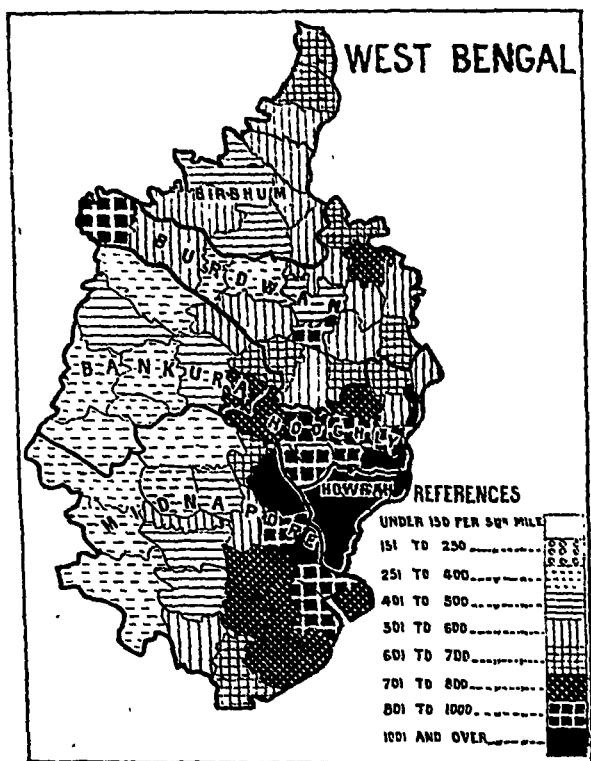 WEST BENGAL
BIRBHUM
BURDWAN
BANKURA
HOOGHLY
HOWRAH
MIDNAPORE
REFERENCES
UNDER 150 PER SQR MILE
151 TO 250
251 TO 400
401 TO 500
501 TO 600
601 TO 700
701 TO 800
801 TO 1000
1001 AND OVER